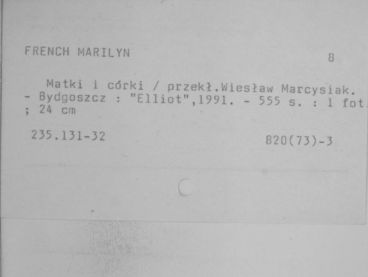 FRENCH MARILYN
8
Matki i córki / przekł.Wiesław Marcysiak.
- Bydgoszcz : "Elliot",1991. - 555 s. : 1 fot.
; 24 cm
235.131-32
820(73)-3